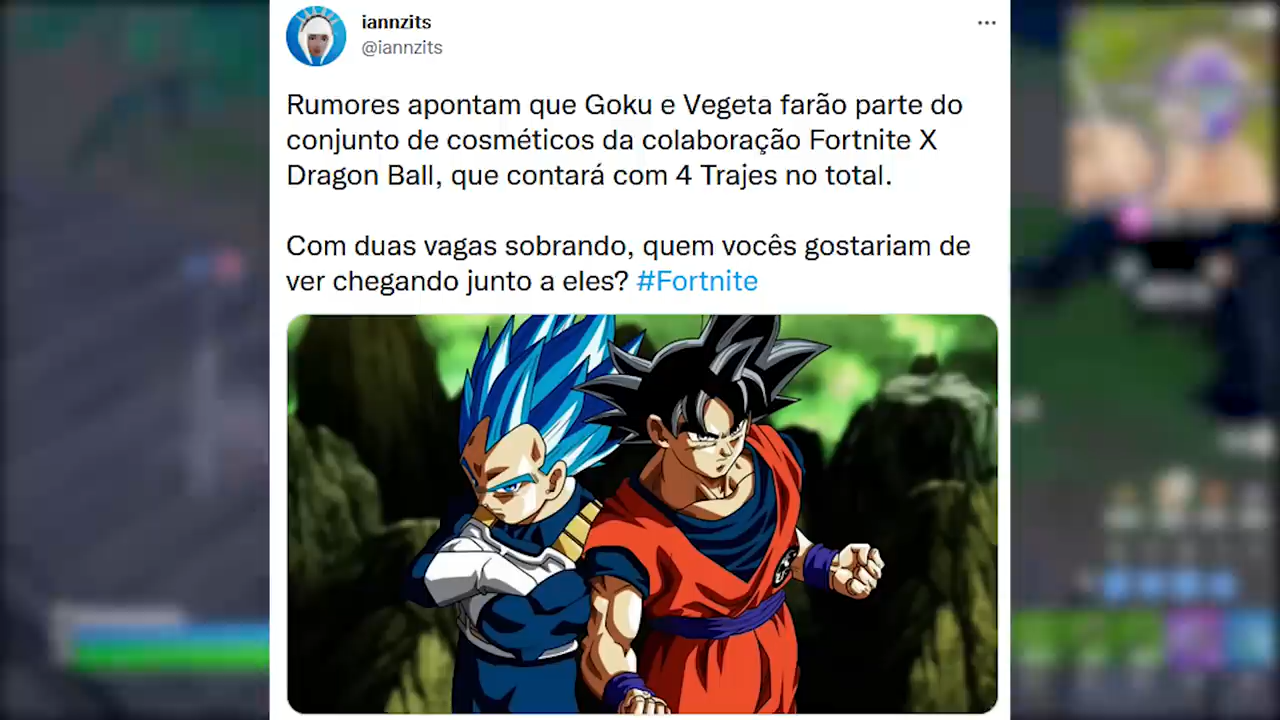 iannzits
@iannzits
Rumores apontam que Goku e Vegeta farão parte do
conjunto de cosméticos da colaboração Fortnite X
Dragon Ball, que contará com 4 Trajes no total.
Com duas vagas sobrando, quem vocês gostariam de
ver chegando junto a eles? #Fortnite